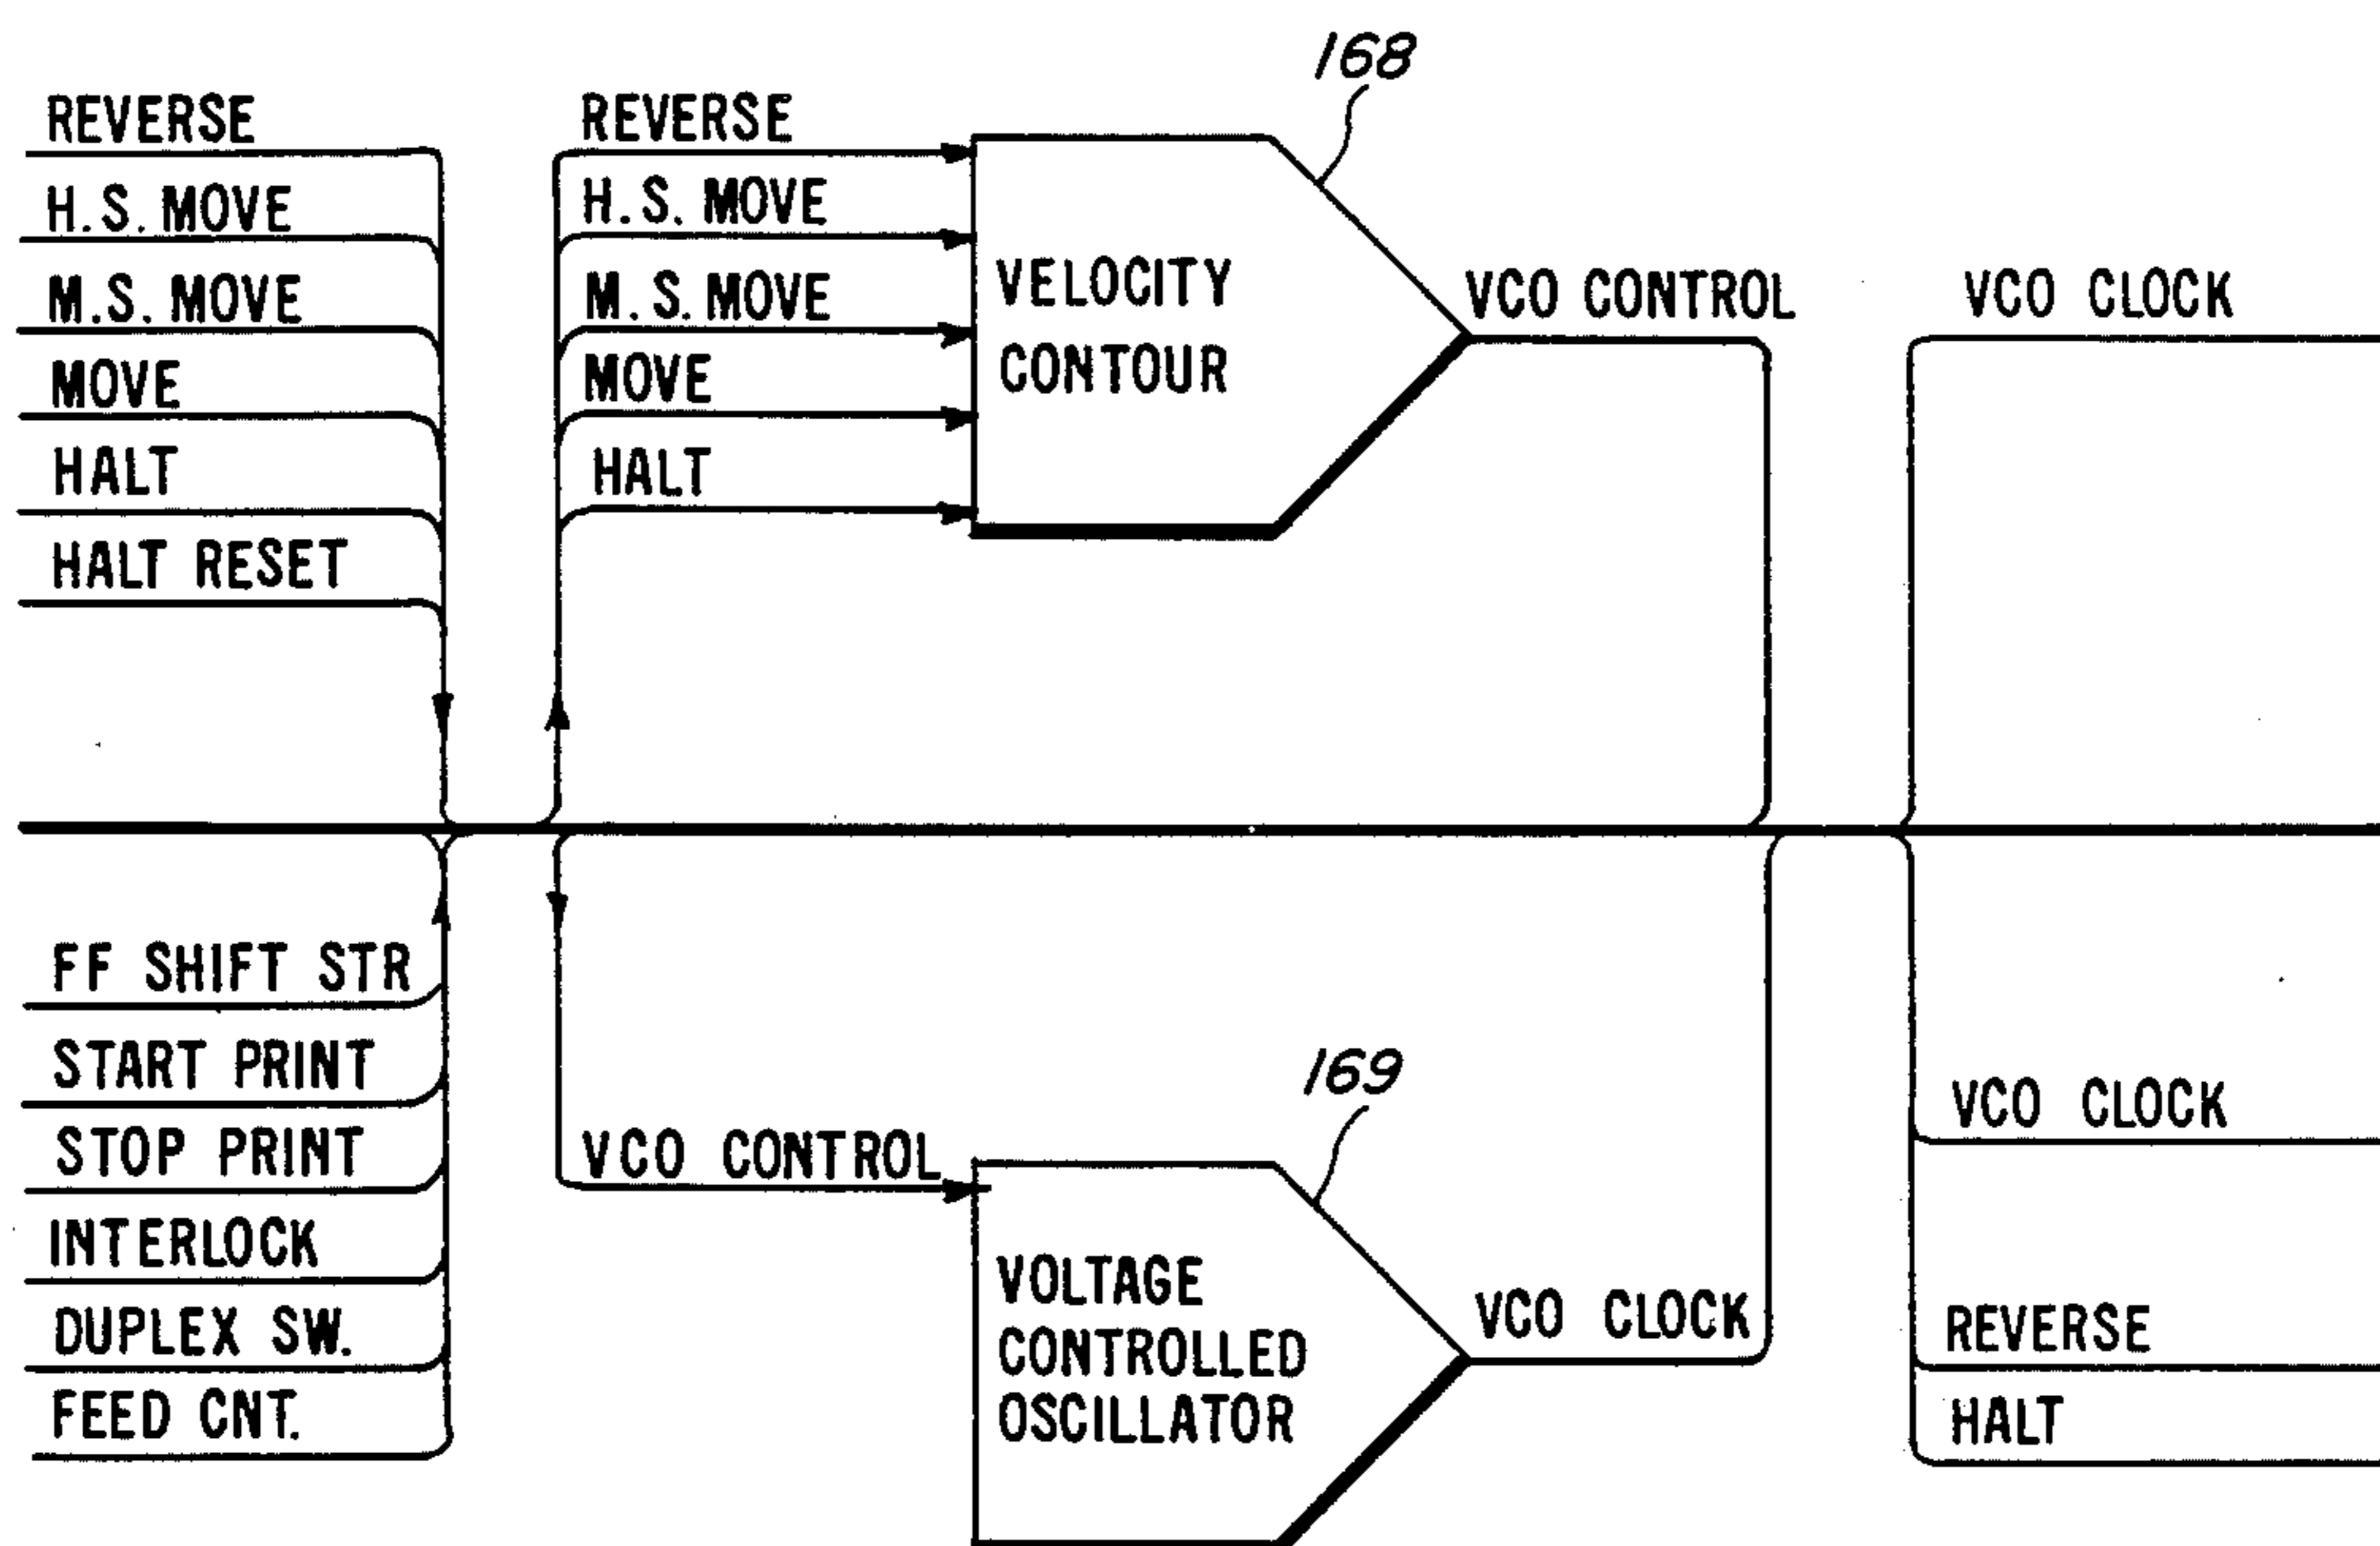 168
REVERSE
H.S. MOVE
M.S. MOVE
MOVE
HALT
HALT RESET
REVERSE
H.S. MOVE
M.S. MOVE
MOVE
HALT
VELOCITY
CONTOUR
VCO CONTROL
VCO CLOCK
FF SHIFT STR
START PRINT
STOP PRINT
INTERLOCK
DUPLEX SW.
FEED CNT.
VCO CONTROL
169
VOLTAGE
CONTROLLED
OSCILLATOR
VCO CLOCK
VCO CLOCK
REVERSE
HALT